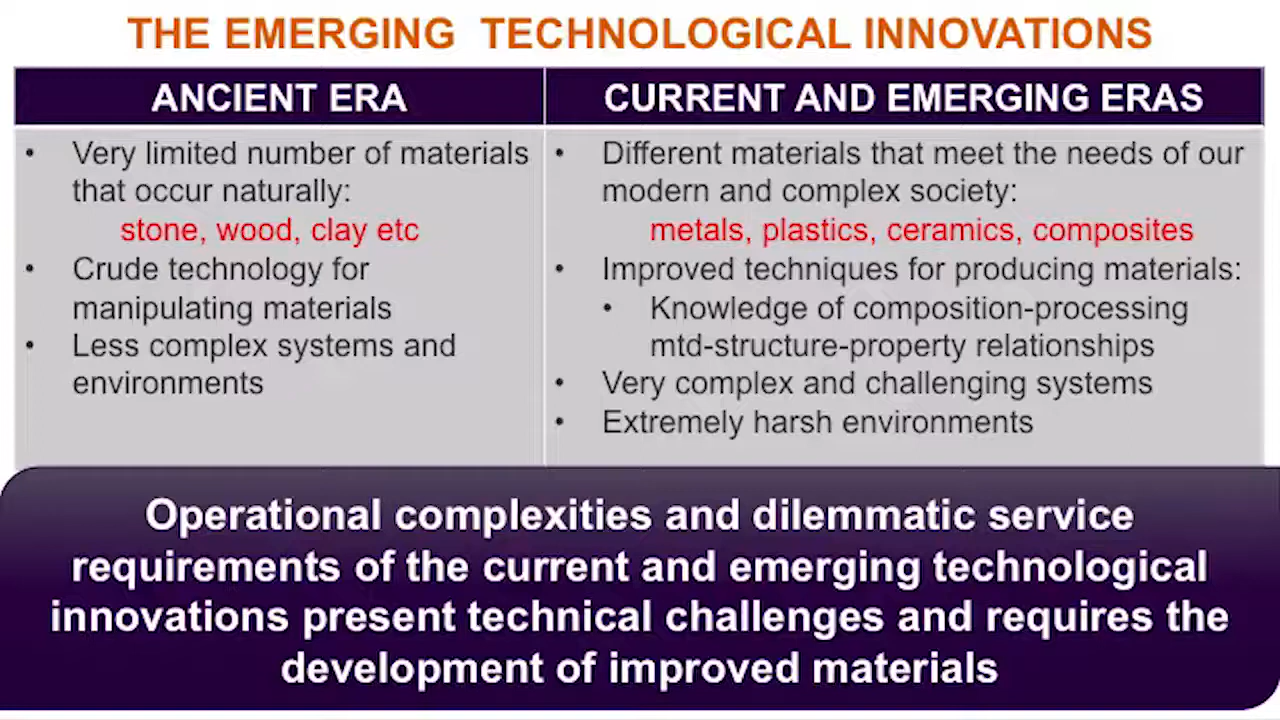 THE EMERGING TECHNOLOGICAL INNOVATIONS
ANCIENT ERA
• Very limited number of materials
that occur naturally:
stone, wood, clay etc
• Crude technology for
manipulating materials
• Less complex systems and
environments
CURRENT AND EMERGING ERAS
• Different materials that meet the needs of our
modern and complex society:
metals, plastics, ceramics, composites
• Improved techniques for producing materials:
• Knowledge of composition-processing
mtd-structure-property relationships
• Very complex and challenging systems
• Extremely harsh environments
Operational complexities and dilemmatic service
requirements of the current and emerging technological
innovations present technical challenges and requires the
development of improved materials